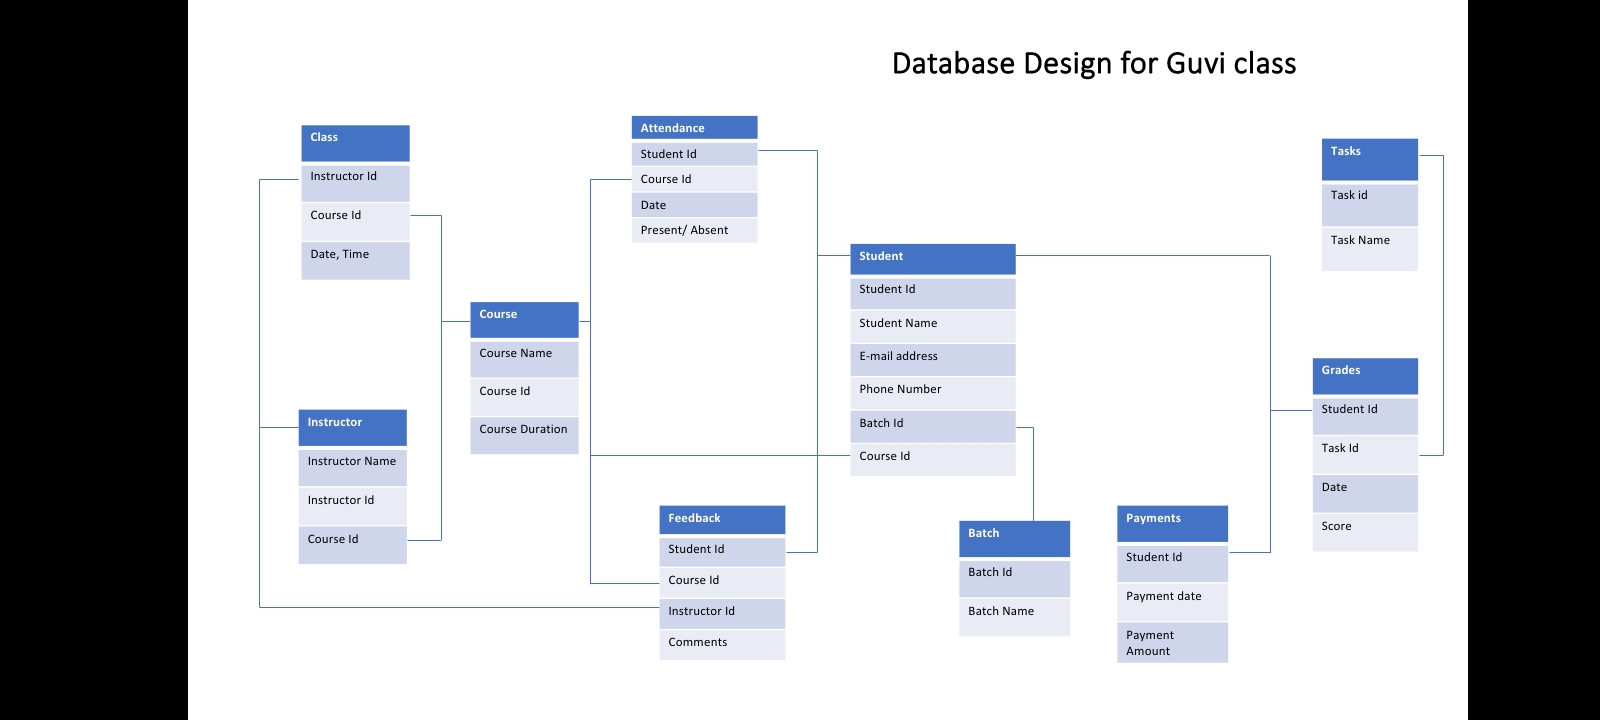 Database Design for Guvi class
Class
Instructor Id
Course Id
Date, Time
Attendance
Student Id
Course Id
Date
Present/ Absent
Tasks
Task id
Task Name
Student
Student Id
Student Name
E-mail address
Phone Number
Batch Id
Course Id
Course
Course Name
Course Id
Course Duration
Grades
Student Id
Task Id
Date
Score
Instructor
Instructor Name
Instructor Id
Course Id
Feedback
Student Id
Course Id
Instructor Id
Comments
Batch
Batch Id
Batch Name
Payments
Student Id
Payment date
Payment
Amount